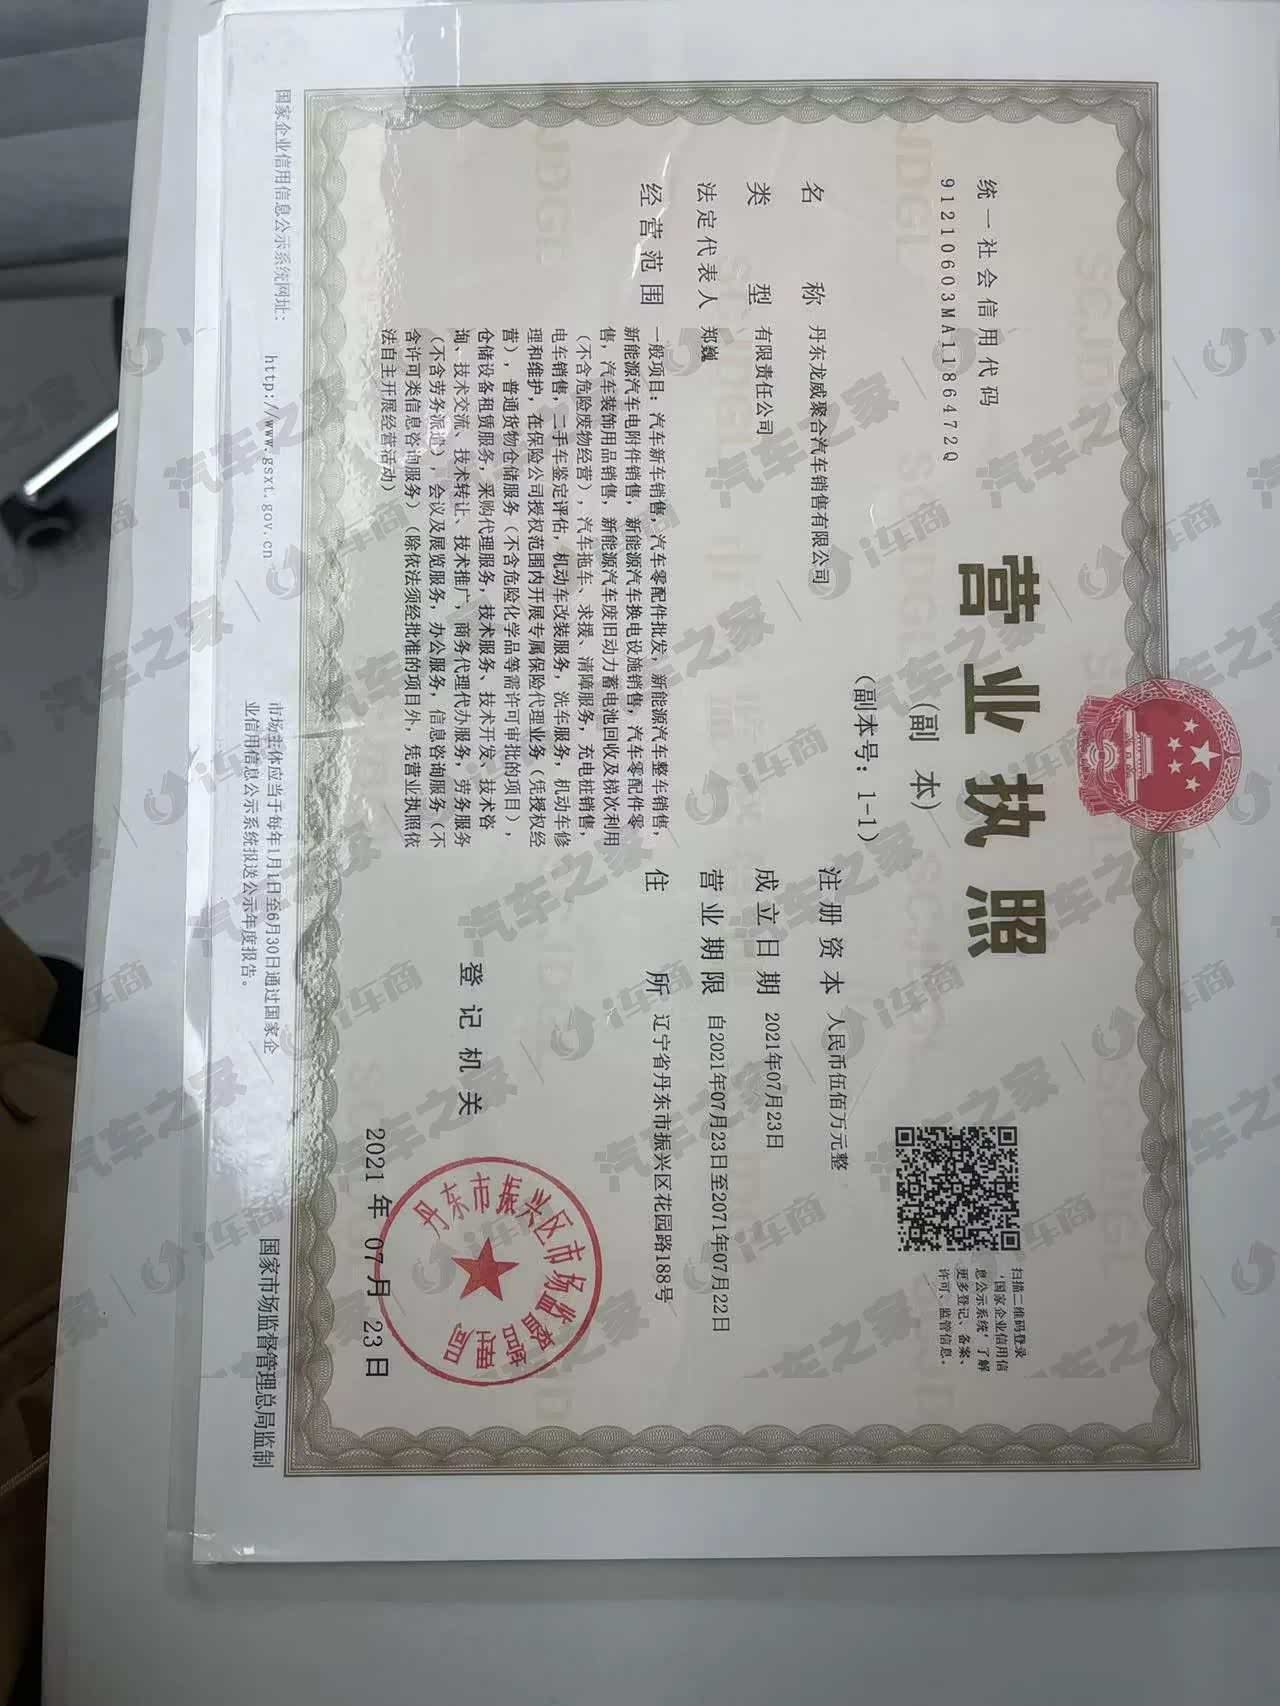 统一社会信用代码
91210603MA1186472Q
营业执照
(副本)
(副本号：1-1)
扫描二维码登录
‘国家企业信用信
息公示系统’了解
更多登记、备案、
许可、监管信息。
名称 丹东龙威聚合汽车销售有限公司
类型 有限责任公司
法定代表人 郑巍
经营范围 一般项目：汽车新车销售，汽车零配件批发，新能源汽车整车销售，
新能源汽车电附件销售，新能源汽车换电设施销售，汽车零配件零
售，汽车装饰用品销售，新能源汽车废旧动力蓄电池回收及梯次利用
（不含危险废物经营），汽车拖车、求援、清障服务，充电桩销售，
电车销售，二手车鉴定评估，机动车改装服务，洗车服务，机动车修
理和维护，在保险公司授权范围内开展专属保险代理业务（凭授权经
营），普通货物仓储服务（不含危险化学品等需许可审批的项目），
仓储设备租赁服务，采购代理服务，技术服务、技术开发、技术咨
询、技术交流、技术转让、技术推广，商务代理代办服务，劳务服务
（不含劳务派遣），会议及展览服务，办公服务，信息咨询服务（不
含许可类信息咨询服务）（除依法须经批准的项目外，凭营业执照依
法自主开展经营活动）
注册资本 人民币伍佰万元整
成立日期 2021年07月23日
营业期限 自2021年07月23日至2071年07月22日
住所 辽宁省丹东市振兴区花园路188号
登记机关
丹东市振兴区市场监督管理局
2021年07月23日
国家企业信用信息公示系统网址：
http://www.gsxt.gov.cn
市场主体应当于每年1月1日至6月30日通过国家企
业信用信息公示系统报送公示年度报告。
国家市场监督管理总局监制
汽车之家 | i车商